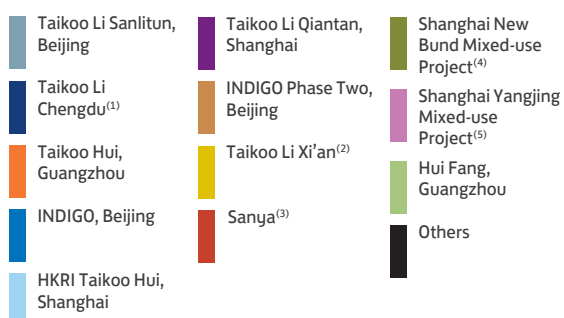 Taikoo Li Sanlitun,
Beijing
Taikoo Li
Chengdu(1)
Taikoo Hui,
Guangzhou
INDIGO, Beijing
HKRI Taikoo Hui,
Shanghai
Taikoo Li Qiantan,
Shanghai
INDIGO Phase Two,
Beijing
Taikoo Li Xi’an(2)
Sanya(3)
Shanghai New
Bund Mixed-use
Project(4)
Shanghai Yangjing
Mixed-use
Project(5)
Hui Fang,
Guangzhou
Others